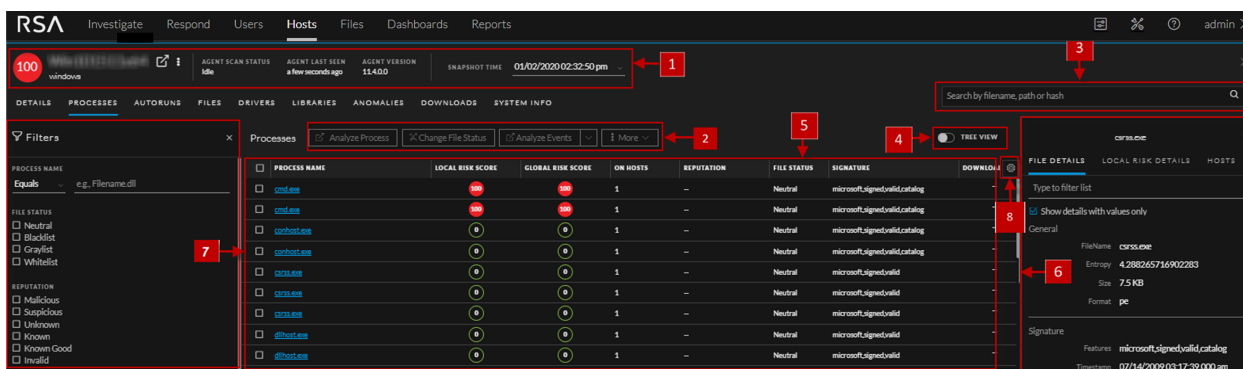 RSA Investigate Respond Users Hosts Files Dashboards Reports admin
3
100 windows AGENT SCAN STATUS Idle AGENT LAST SEEN a few seconds ago AGENT VERSION 11.4.0.0 SNAPSHOT TIME 01/02/2020 02:32:50 pm 1
Search by filename, path or hash
DETAILS PROCESSES AUTORUNS FILES DRIVERS LIBRARIES ANOMALIES DOWNLOADS SYSTEM INFO
Filters × Processes Analyze Process Change File Status Analyze Events More 2 5 4 TREE VIEW
csrss.exe
FILE DETAILS LOCAL RISK DETAILS HOSTS
PROCESS NAME
Equals e.g., Filename.dll
FILE STATUS
Neutral
Blacklist
Graylist
Whitelist
REPUTATION
Malicious
Suspicious
Unknown
Known
Known Good
Invalid
7
PROCESS NAME LOCAL RISK SCORE GLOBAL RISK SCORE ON HOSTS REPUTATION FILE STATUS SIGNATURE DOWNLOA
cmd.exe 100 100 1 -- Neutral microsoft,signed,valid,catalog
cmd.exe 100 100 1 -- Neutral microsoft,signed,valid,catalog
conhost.exe 0 0 1 -- Neutral microsoft,signed,valid,catalog
conhost.exe 0 0 1 -- Neutral microsoft,signed,valid,catalog
csrss.exe 0 0 1 -- Neutral microsoft,signed,valid
csrss.exe 0 0 1 -- Neutral microsoft,signed,valid
csrss.exe 0 0 1 -- Neutral microsoft,signed,valid
dllhost.exe 0 0 1 -- Neutral microsoft,signed,valid
dllhost.exe 0 0 1 -- Neutral microsoft,signed,valid
8
6
Type to filter list
Show details with values only
General
FileName csrss.exe
Entropy 4.288265716902283
Size 7.5 KB
Format pe
Signature
Features microsoft,signed,valid,catalog
Timestamp 07/14/2009 03:17:39.000 am